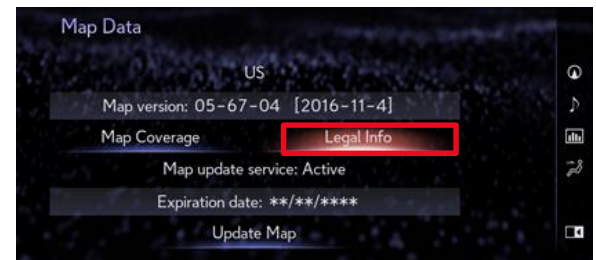 Map Data
US
Map version: 05-67-04 [2016-11-4]
Map Coverage Legal Info
Map update service: Active
Expiration date: **/**/****
Update Map